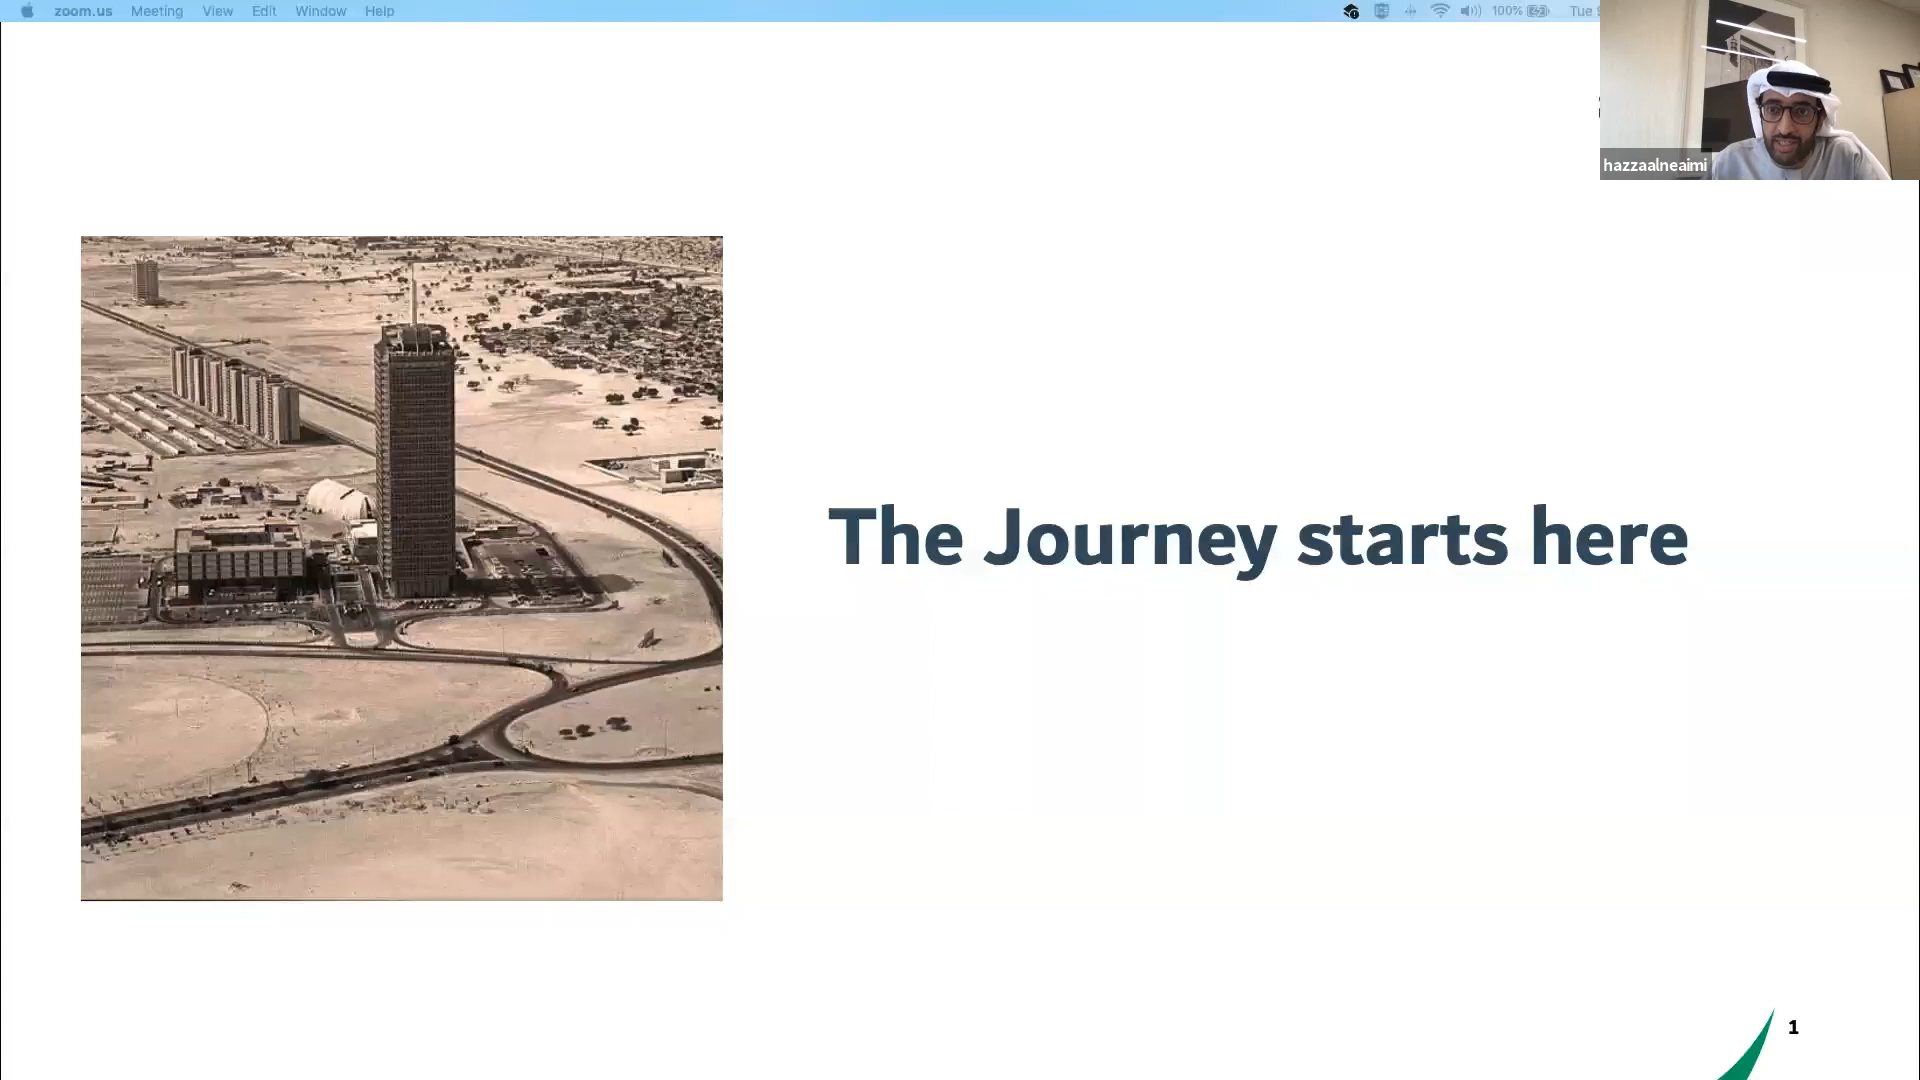 zoom.us Meeting View Edit Window Help
100% Tue
hazzaalneaimi
The Journey starts here
1